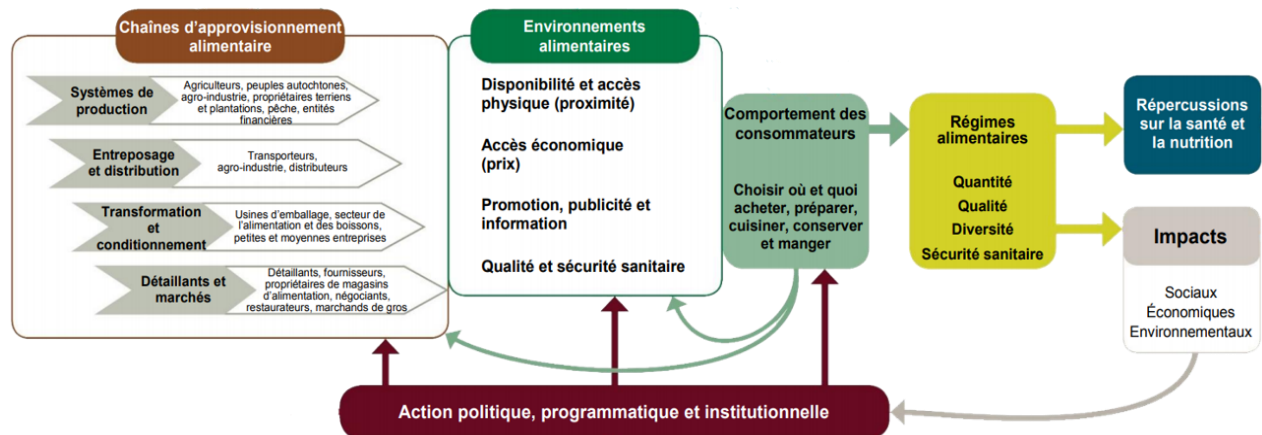 Chaînes d'approvisionnement
alimentaire
Systèmes de
production
Agriculteurs, peuples autochtones,
agro-industrie, propriétaires terriens
et plantations, pêche, entités
financières
Entreposage
et distribution
Transporteurs,
agro-industrie, distributeurs
Transformation
et
conditionnement
Usines d'emballage, secteur de
l'alimentation et des boissons,
petites et moyennes entreprises
Détaillants et
marchés
Détaillants, fournisseurs,
propriétaires de magasins
d'alimentation, négociants,
restaurateurs, marchands de gros
Environnements
alimentaires
Disponibilité et accès
physique (proximité)
Accès économique
(prix)
Promotion, publicité et
information
Qualité et sécurité sanitaire
Comportement des
consommateurs
Choisir où et quoi
acheter, préparer,
cuisiner, conserver
et manger
Régimes
alimentaires
Quantité
Qualité
Diversité
Sécurité sanitaire
Répercussions
sur la santé et
la nutrition
Impacts
Sociaux
Économiques
Environnementaux
Action politique, programmatique et institutionnelle